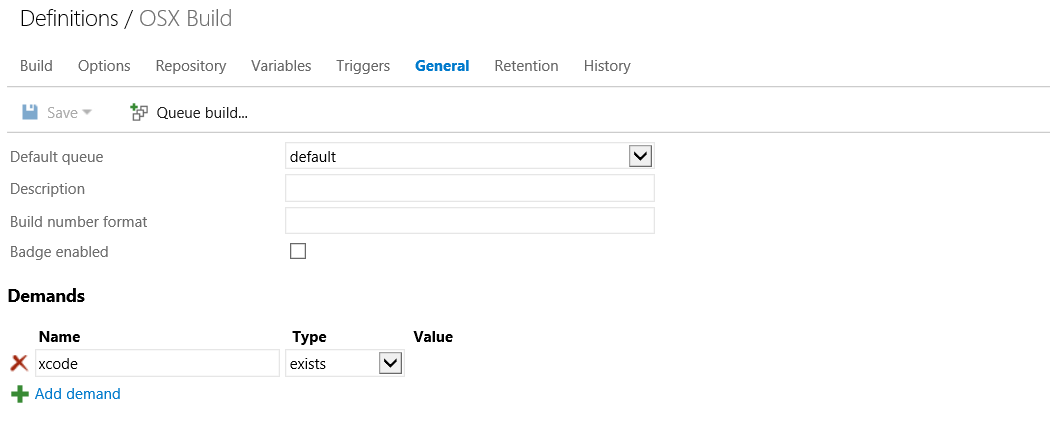 Definitions / OSX Build
Build Options Repository Variables Triggers General Retention History
Save Queue build...
Default queue default
Description
Build number format
Badge enabled
Demands
Name Type Value
xcode exists
Add demand